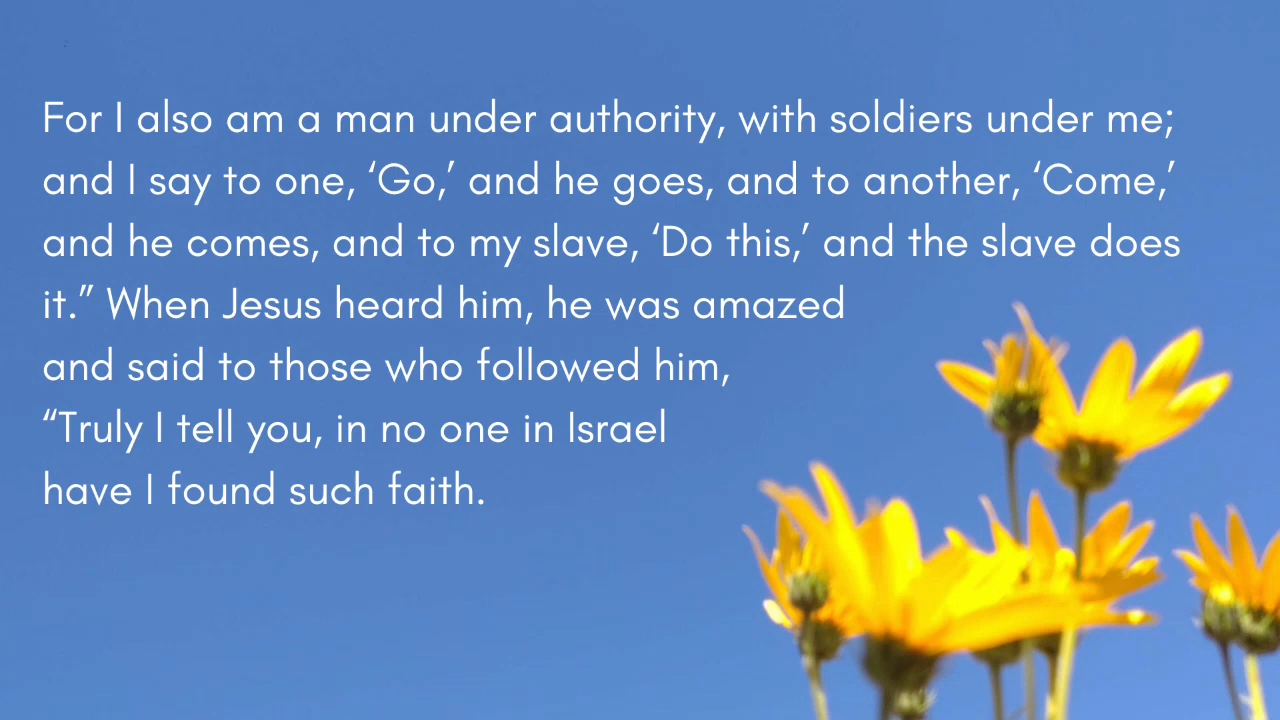 For I also am a man under authority, with soldiers under me;
and I say to one, ‘Go,’ and he goes, and to another, ‘Come,’
and he comes, and to my slave, ‘Do this,’ and the slave does
it.” When Jesus heard him, he was amazed
and said to those who followed him,
“Truly I tell you, in no one in Israel
have I found such faith.